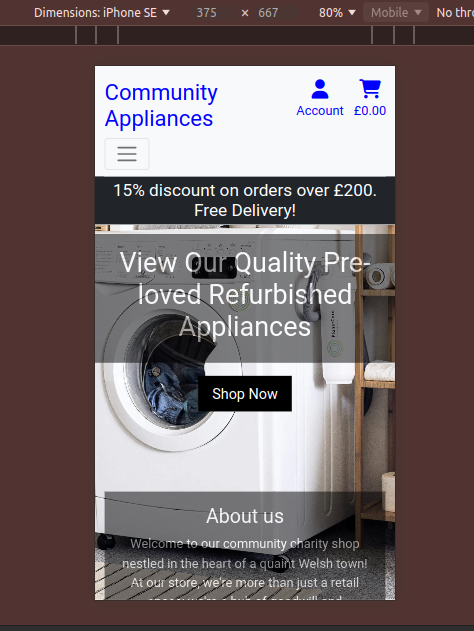 Dimensions: iPhone SE 375 × 667 80% Mobile No thro
Community
Appliances
Account £0.00
15% discount on orders over £200.
Free Delivery!
View Our Quality Pre-
loved Refurbished
Appliances
Shop Now
About us
Welcome to our community charity shop
nestled in the heart of a quaint Welsh town!
At our store, we're more than just a retail